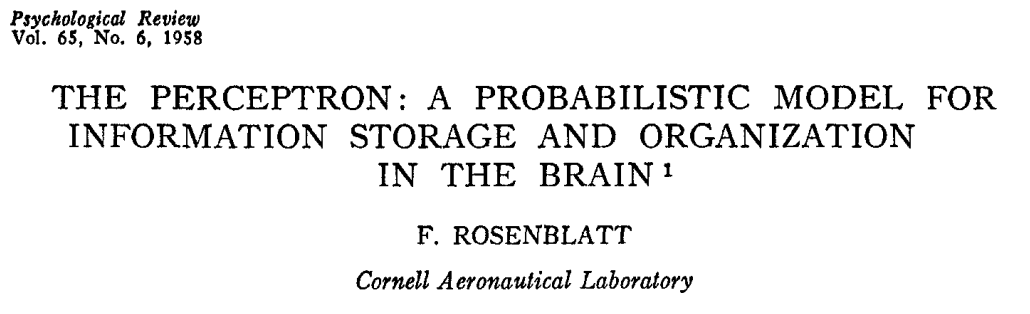 Psychological Review
Vol. 65, No. 6, 1958
THE PERCEPTRON: A PROBABILISTIC MODEL FOR
INFORMATION STORAGE AND ORGANIZATION
IN THE BRAIN ¹
F. ROSENBLATT
Cornell Aeronautical Laboratory